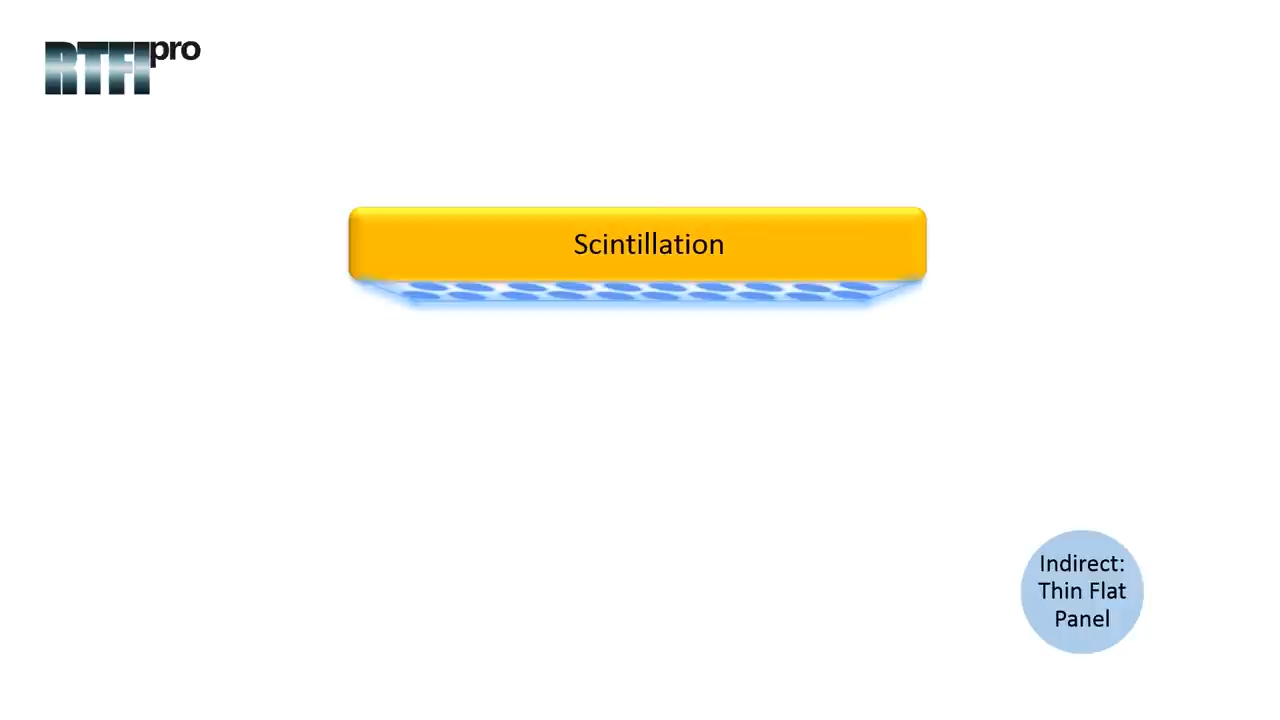 RTFIpro
Scintillation
Indirect:
Thin Flat
Panel